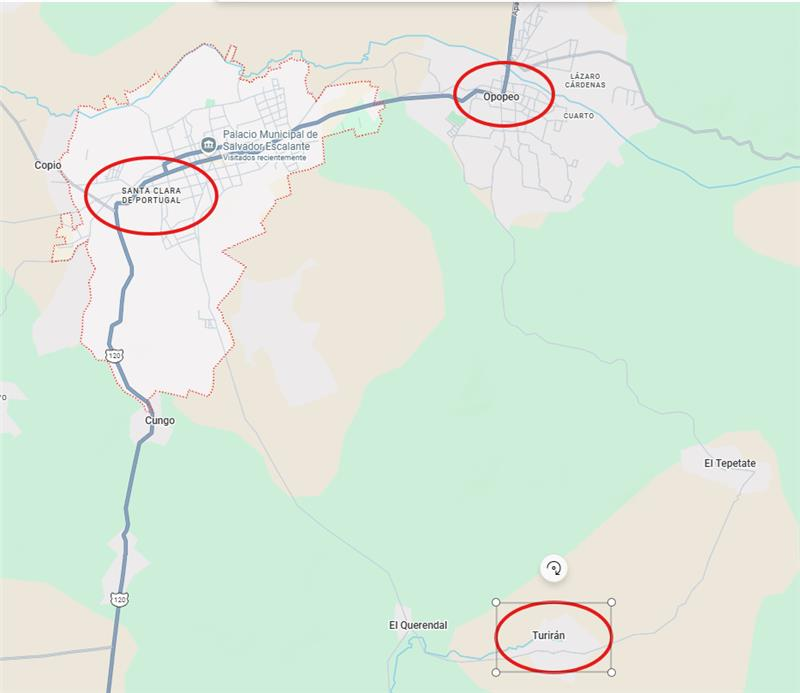 Apa
Opopeo
LÁZARO
CÁRDENAS
CUARTO
Palacio Municipal de
Salvador Escalante
Visitados recientemente
Copio
SANTA CLARA
DE PORTUGAL
120
Cungo
El Tepetate
120
El Querendal
Turirán